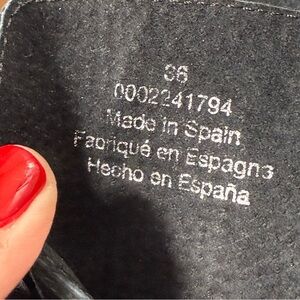 36
0002241794
Made in Spain
Fabriqué en Espagne
Hecho en España